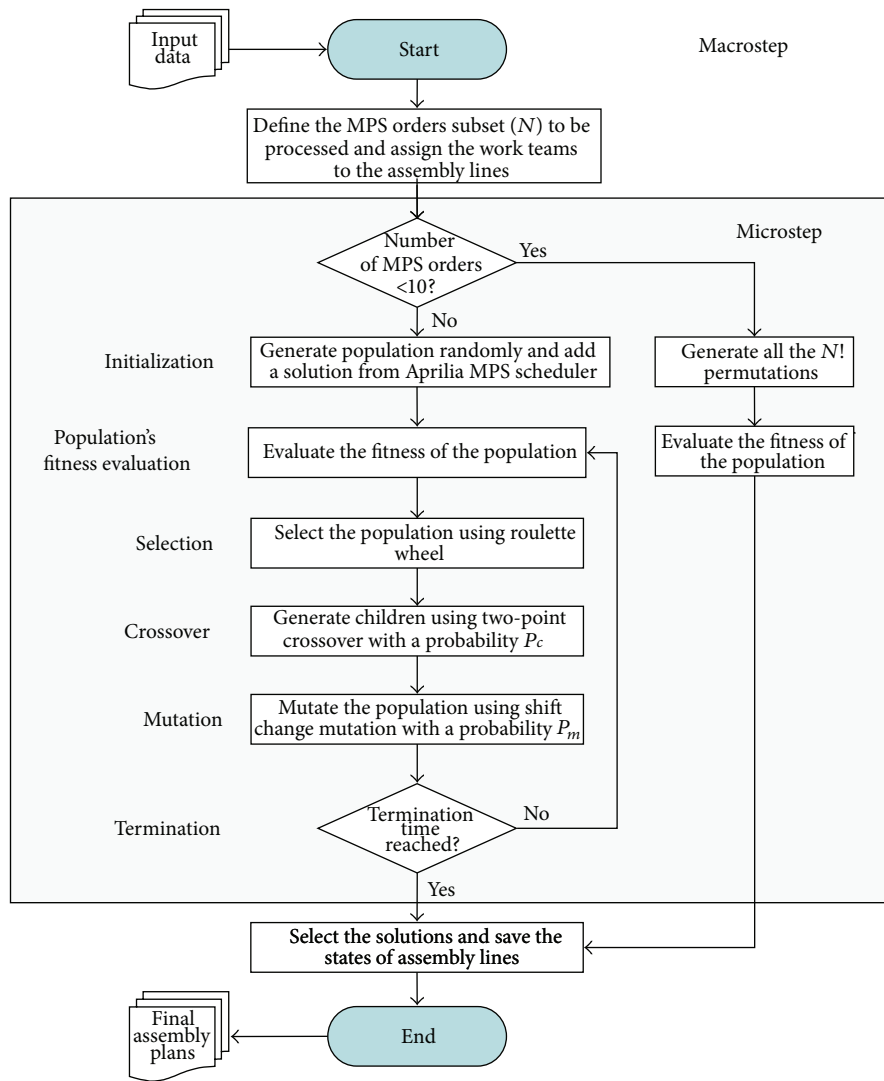 Input
data
Start
Macrostep
Define the MPS orders subset (N) to be
processed and assign the work teams
to the assembly lines
Microstep
Number
of MPS orders
<10?
Yes
No
Initialization
Generate population randomly and add
a solution from Aprilia MPS scheduler
Generate all the N!
permutations
Population's
fitness evaluation
Evaluate the fitness of the population
Evaluate the fitness of
the population
Selection
Select the population using roulette
wheel
Crossover
Generate children using two-point
crossover with a probability Pc
Mutation
Mutate the population using shift
change mutation with a probability Pm
Termination
Termination
time
reached?
No
Yes
Select the solutions and save the
states of assembly lines
Final
assembly
plans
End